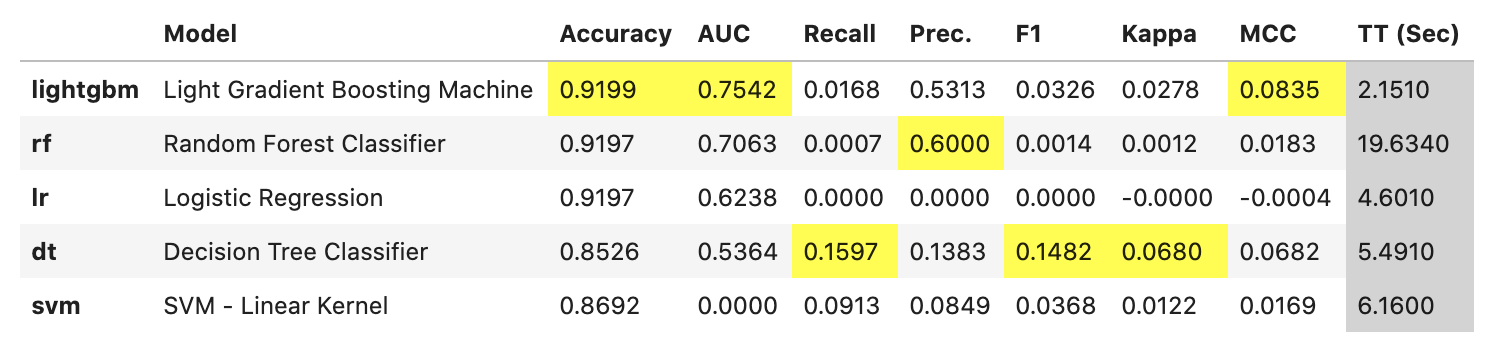 Model Accuracy AUC Recall Prec. F1 Kappa MCC TT (Sec)
lightgbm Light Gradient Boosting Machine 0.9199 0.7542 0.0168 0.5313 0.0326 0.0278 0.0835 2.1510
rf Random Forest Classifier 0.9197 0.7063 0.0007 0.6000 0.0014 0.0012 0.0183 19.6340
lr Logistic Regression 0.9197 0.6238 0.0000 0.0000 0.0000 -0.0000 -0.0004 4.6010
dt Decision Tree Classifier 0.8526 0.5364 0.1597 0.1383 0.1482 0.0680 0.0682 5.4910
svm SVM - Linear Kernel 0.8692 0.0000 0.0913 0.0849 0.0368 0.0122 0.0169 6.1600